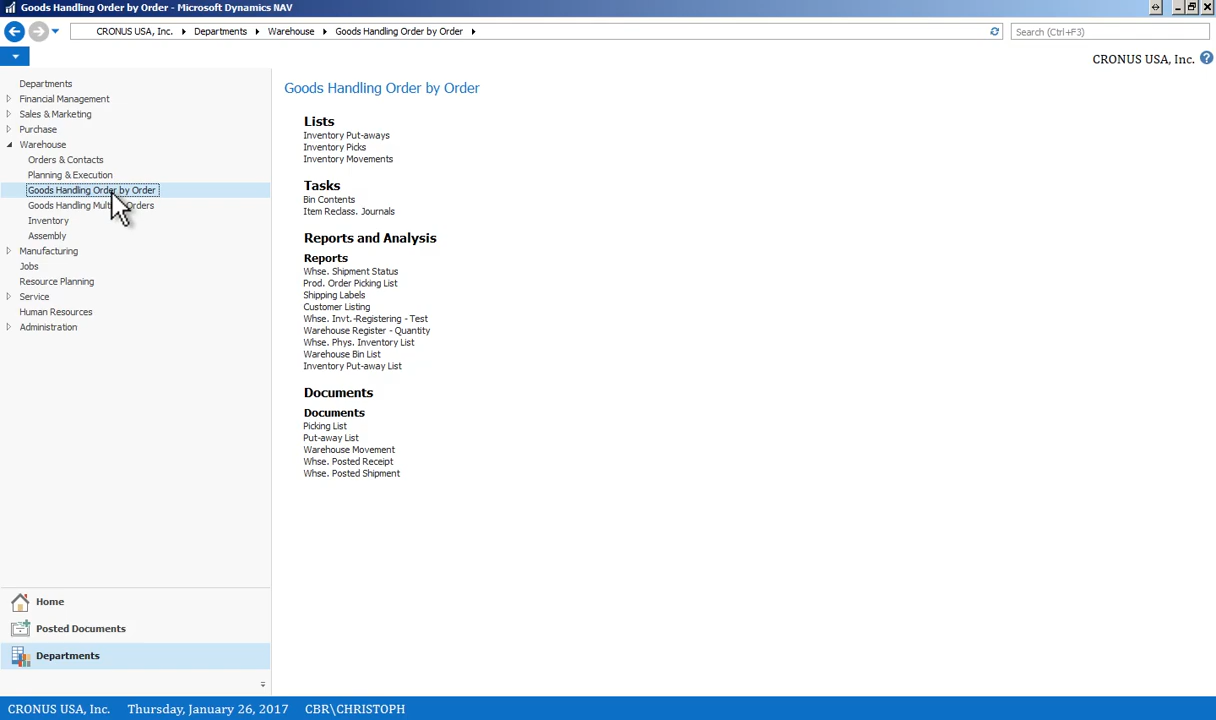 Goods Handling Order by Order - Microsoft Dynamics NAV
CRONUS USA, Inc. Departments Warehouse Goods Handling Order by Order
Search (Ctrl+F3)
CRONUS USA, Inc.
Departments
Financial Management
Sales & Marketing
Purchase
Warehouse
Orders & Contacts
Planning & Execution
Goods Handling Order by Order
Goods Handling Orders
Inventory
Assembly
Manufacturing
Jobs
Resource Planning
Service
Human Resources
Administration
Home
Posted Documents
Departments
Goods Handling Order by Order
Lists
Inventory Put-aways
Inventory Picks
Inventory Movements
Tasks
Bin Contents
Item Reclass. Journals
Reports and Analysis
Reports
Whse. Shipment Status
Prod. Order Picking List
Shipping Labels
Customer Listing
Whse. Invt.-Registering - Test
Warehouse Register - Quantity
Whse. Phys. Inventory List
Warehouse Bin List
Inventory Put-away List
Documents
Documents
Picking List
Put-away List
Warehouse Movement
Whse. Posted Receipt
Whse. Posted Shipment
CRONUS USA, Inc. Thursday, January 26, 2017 CBR\CHRISTOPH